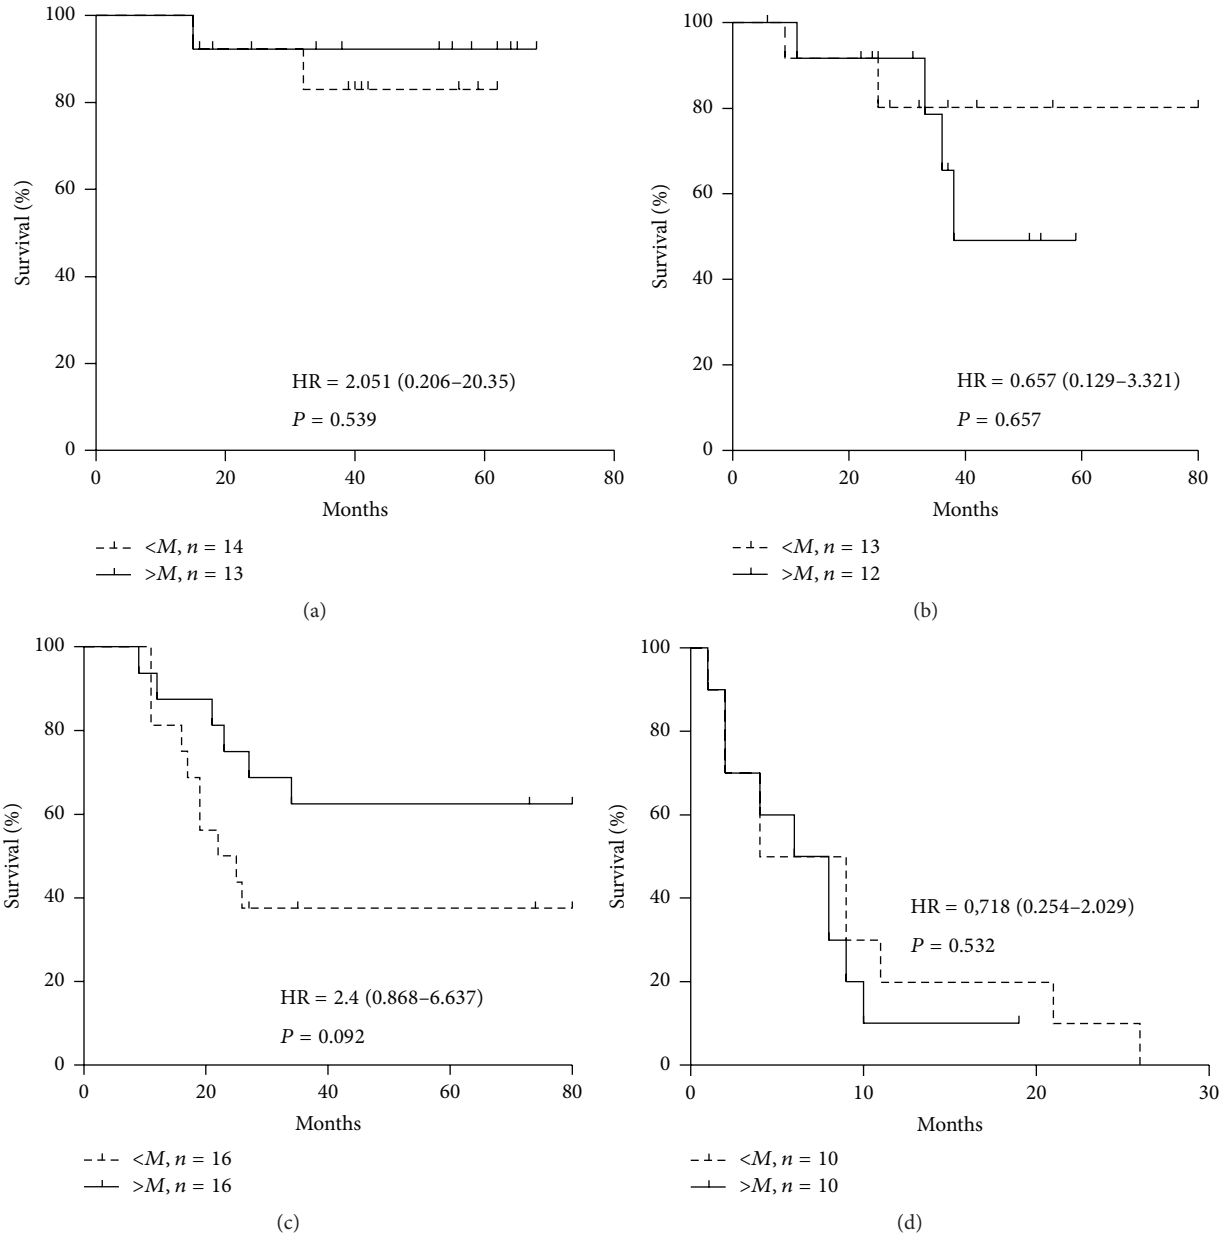 100
80
60
40
20
0
Survival (%)
HR = 2.051 (0.206–20.35)
P = 0.539
0 20 40 60 80
Months
<M, n = 14
>M, n = 13
(a)
100
80
60
40
20
0
Survival (%)
HR = 0.657 (0.129–3.321)
P = 0.657
0 20 40 60 80
Months
<M, n = 13
>M, n = 12
(b)
100
80
60
40
20
0
Survival (%)
HR = 2.4 (0.868–6.637)
P = 0.092
0 20 40 60 80
Months
<M, n = 16
>M, n = 16
(c)
100
80
60
40
20
0
Survival (%)
HR = 0,718 (0.254–2.029)
P = 0.532
0 10 20 30
Months
<M, n = 10
>M, n = 10
(d)